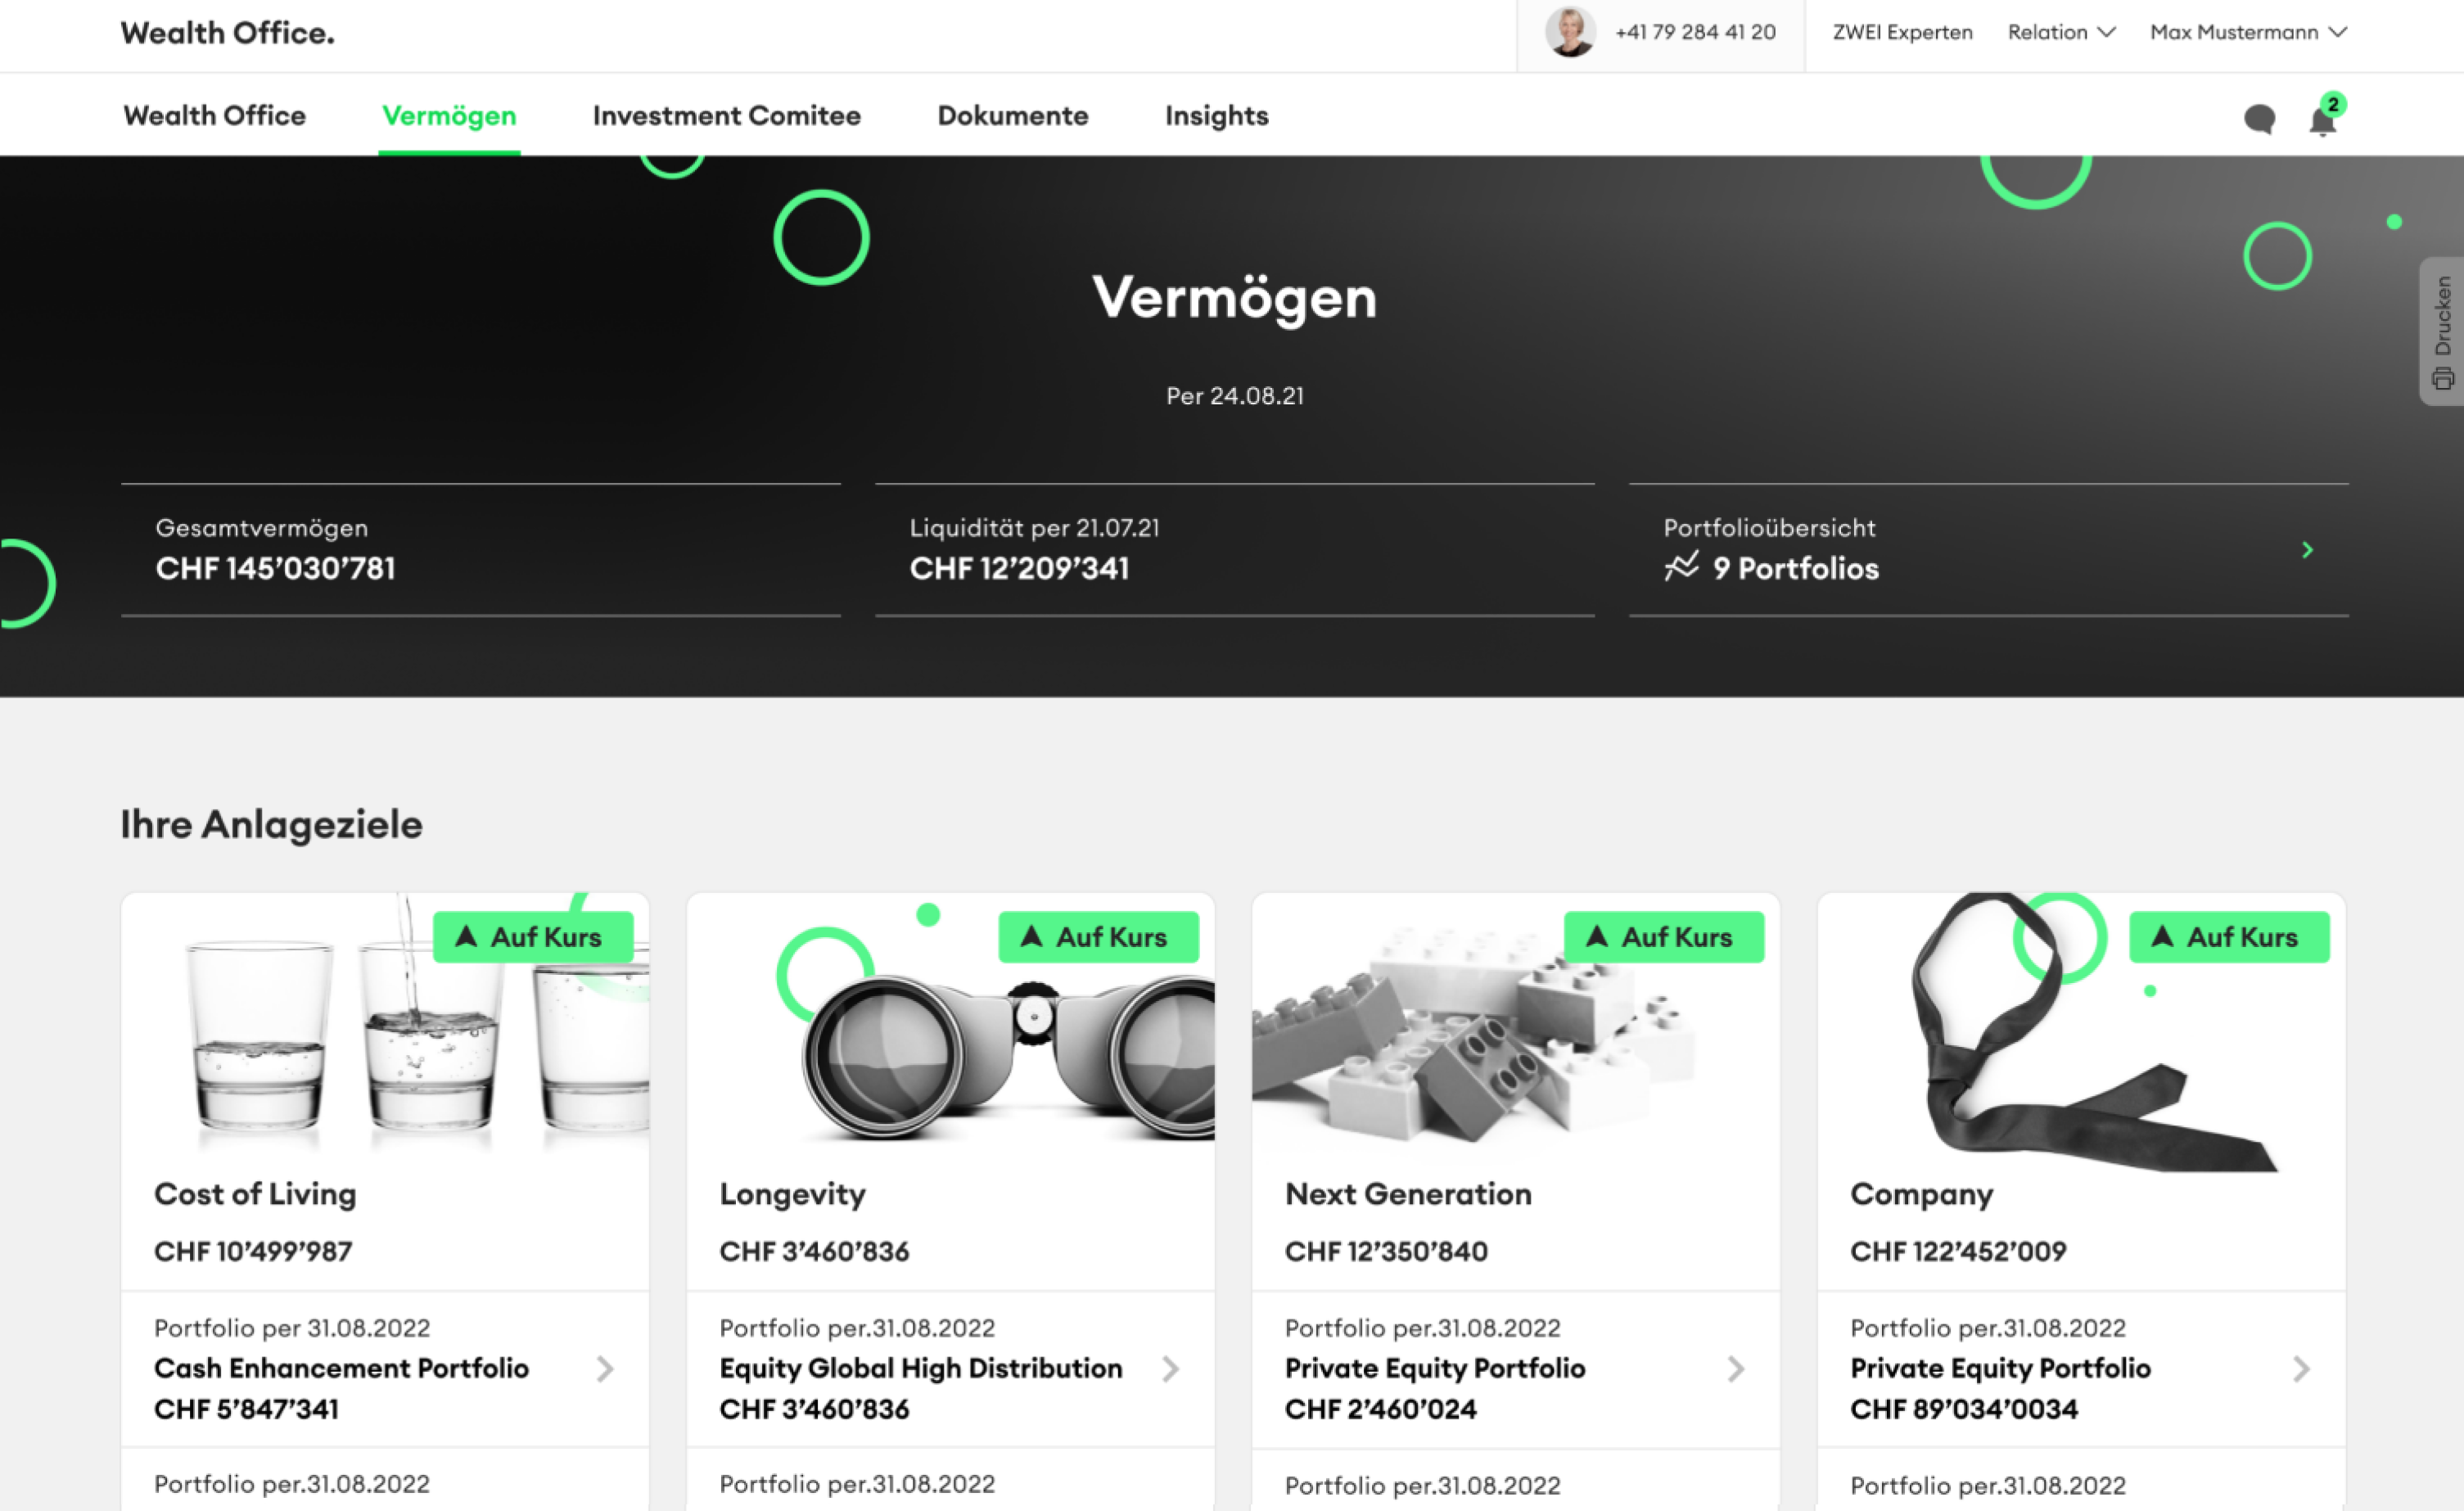 Wealth Office.
+41 79 284 41 20
ZWEI Experten
Relation
Max Mustermann
Wealth Office
Vermögen
Investment Comitee
Dokumente
Insights
2
Vermögen
Per 24.08.21
Drucken
Gesamtvermögen
CHF 145’030’781
Liquidität per 21.07.21
CHF 12’209’341
Portfolioübersicht
9 Portfolios
Ihre Anlageziele
Auf Kurs
Cost of Living
CHF 10’499’987
Portfolio per 31.08.2022
Cash Enhancement Portfolio
CHF 5’847’341
Portfolio per.31.08.2022
Auf Kurs
Longevity
CHF 3’460’836
Portfolio per.31.08.2022
Equity Global High Distribution
CHF 3’460’836
Portfolio per.31.08.2022
Auf Kurs
Next Generation
CHF 12’350’840
Portfolio per.31.08.2022
Private Equity Portfolio
CHF 2’460’024
Portfolio per.31.08.2022
Auf Kurs
Company
CHF 122’452’009
Portfolio per.31.08.2022
Private Equity Portfolio
CHF 89’034’0034
Portfolio per.31.08.2022